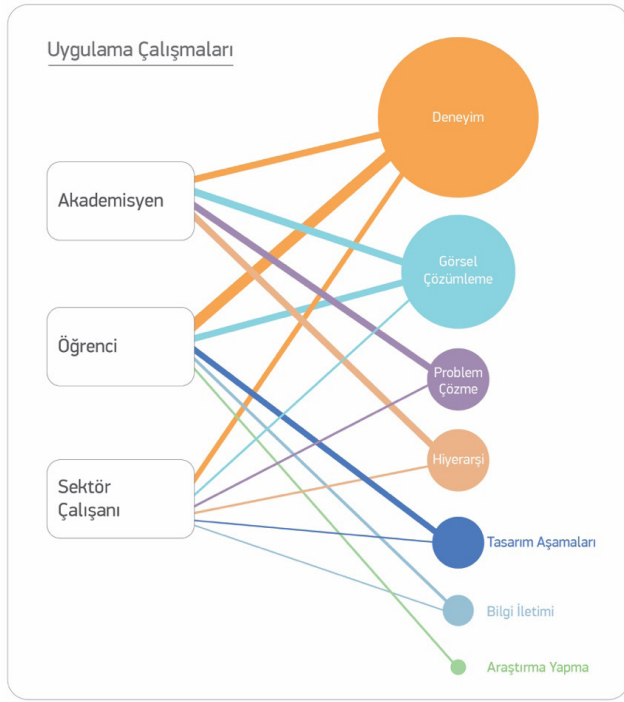 Uygulama Çalışmaları
Deneyim
Akademisyen
Görsel
Çözümleme
Öğrenci
Problem
Çözme
Hiyerarşi
Sektör
Çalışanı
Tasarım Aşamaları
Bilgi İletimi
Araştırma Yapma